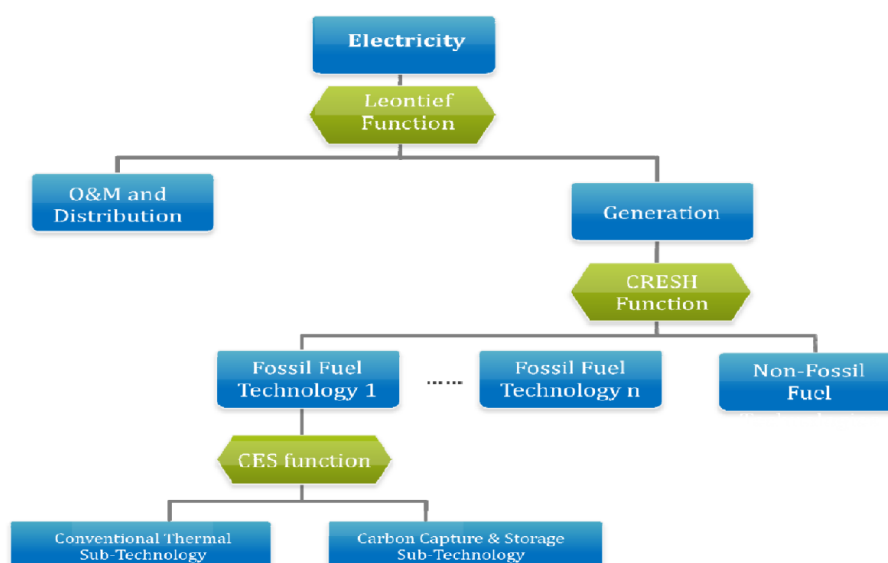 Electricity
Leontief
Function
O&M and
Distribution
Generation
CRESH
Function
Fossil Fuel
Technology 1
......
Fossil Fuel
Technology n
Non-Fossil
Fuel
CES function
Conventional Thermal
Sub-Technology
Carbon Capture & Storage
Sub-Technology